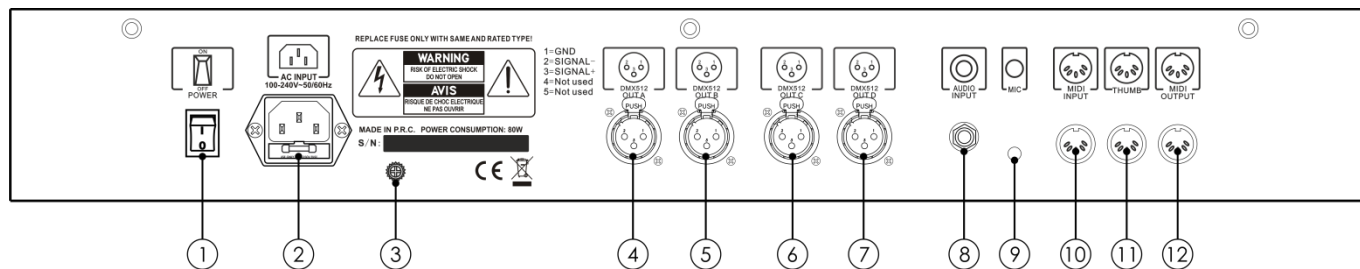 ON
OFF
POWER
AC INPUT
100-240V~50/60Hz
REPLACE FUSE ONLY WITH SAME AND RATED TYPE!
WARNING
RISK OF ELECTRIC SHOCK
DO NOT OPEN
AVIS
RISQUE DE CHOC ELECTRIQUE
NE PAS OUVRIR
MADE IN P.R.C. POWER CONSUMPTION: 80W
S/N:
CE
1=GND
2=SIGNAL-
3=SIGNAL+
4=Not used
5=Not used
DMX512
OUT A
PUSH
DMX512
OUT B
PUSH
DMX512
OUT C
PUSH
DMX512
OUT D
PUSH
AUDIO
INPUT
MIC
MIDI
INPUT
THUMB
MIDI
OUTPUT
I
0
1
2
3
4
5
6
7
8
9
10
11
12